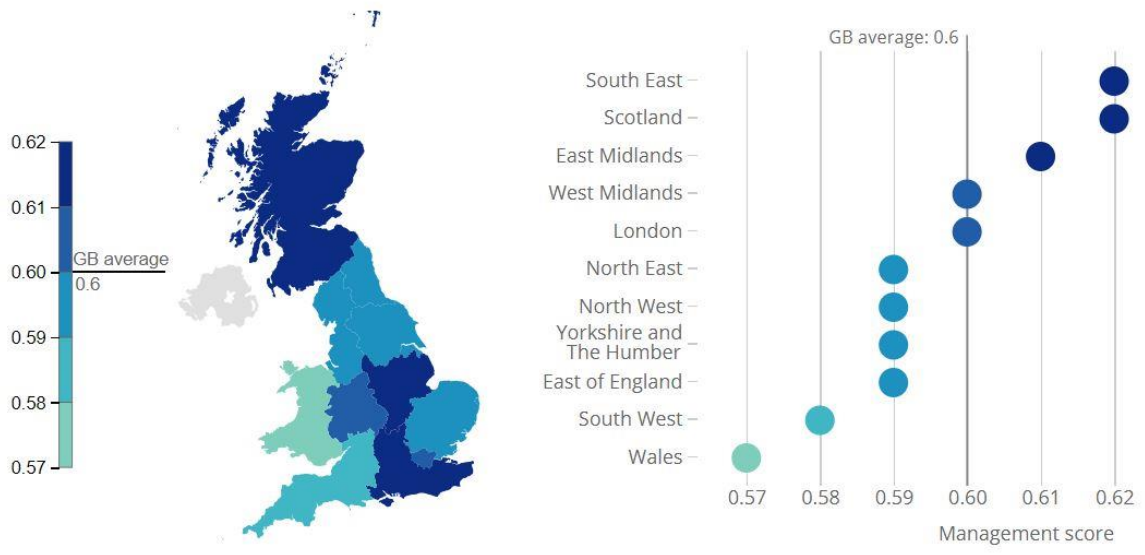 0.62
0.61
0.60
GB average
0.6
0.59
0.58
0.57
GB average: 0.6
South East
Scotland
East Midlands
West Midlands
London
North East
North West
Yorkshire and
The Humber
East of England
South West
Wales
0.57 0.58 0.59 0.60 0.61 0.62
Management score